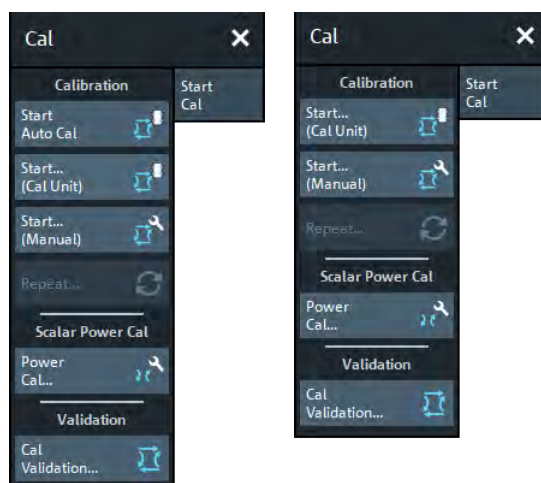 Cal
Calibration
Start
Cal
Start
Auto Cal
Start...
(Cal Unit)
Start...
(Manual)
Repeat...
Scalar Power Cal
Power
Cal...
Validation
Cal
Validation...
Cal
Calibration
Start
Cal
Start...
(Cal Unit)
Start...
(Manual)
Repeat...
Scalar Power Cal
Power
Cal...
Validation
Cal
Validation...